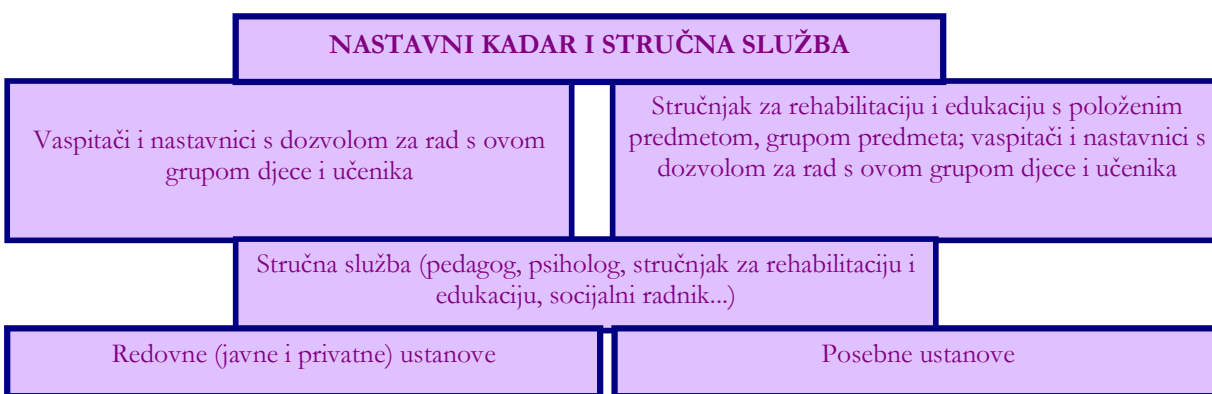 NASTAVNI KADAR I STRUČNA SLUŽBA
Vaspitači i nastavnici s dozvolom za rad s ovom
grupom djece i učenika
Stručnjak za rehabilitaciju i edukaciju s položenim
predmetom, grupom predmeta; vaspitači i nastavnici s
dozvolom za rad s ovom grupom djece i učenika
Stručna služba (pedagog, psiholog, stručnjak za rehabilitaciju i
edukaciju, socijalni radnik...)
Redovne (javne i privatne) ustanove
Posebne ustanove